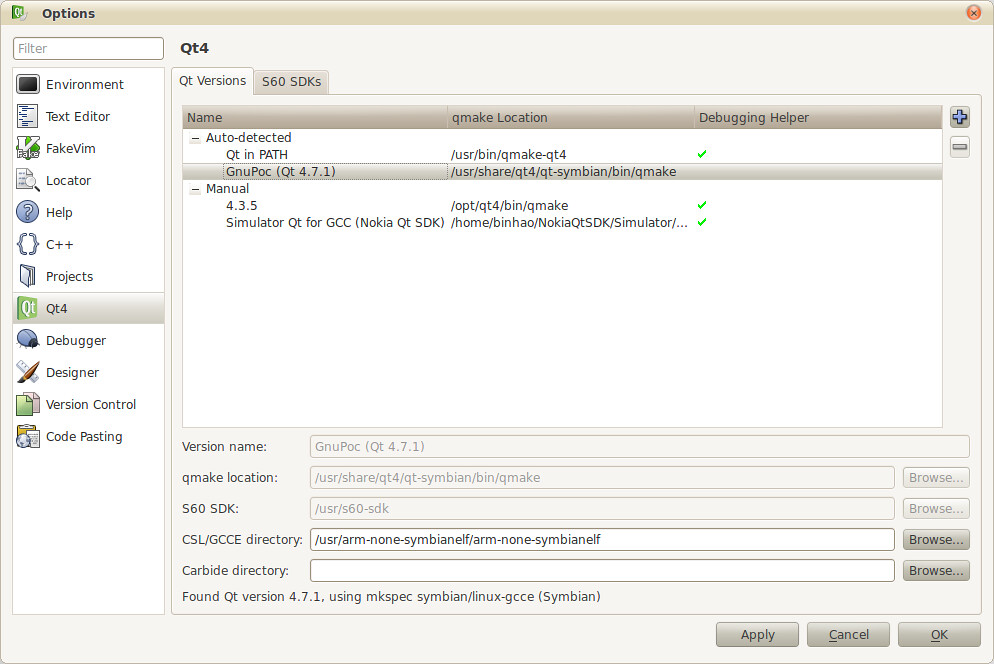 Options
Filter
Environment
Text Editor
FakeVim
Locator
Help
C++
Projects
Qt4
Debugger
Designer
Version Control
Code Pasting
Qt4
Qt Versions S60 SDKs
Name qmake Location Debugging Helper
Auto-detected
Qt in PATH /usr/bin/qmake-qt4
GnuPoc (Qt 4.7.1) /usr/share/qt4/qt-symbian/bin/qmake
Manual
4.3.5 /opt/qt4/bin/qmake
Simulator Qt for GCC (Nokia Qt SDK) /home/binhao/NokiaQtSDK/Simulator/...
Version name: GnuPoc (Qt 4.7.1)
qmake location: /usr/share/qt4/qt-symbian/bin/qmake Browse...
S60 SDK: /usr/s60-sdk Browse...
CSL/GCCE directory: /usr/arm-none-symbianelf/arm-none-symbianelf Browse...
Carbide directory: Browse...
Found Qt version 4.7.1, using mkspec symbian/linux-gcce (Symbian)
Apply Cancel OK